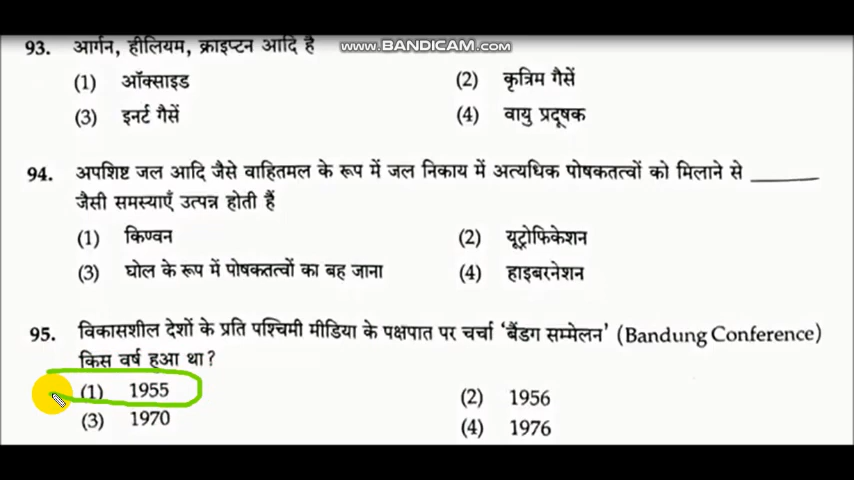 www.BANDICAM.com
93. आर्गन, हीलियम, क्राइप्टन आदि है
(1) ऑक्साइड (2) कृत्रिम गैसें
(3) इनर्ट गैसें (4) वायु प्रदूषक
94. अपशिष्ट जल आदि जैसे वाहितमल के रूप में जल निकाय में अत्यधिक पोषकतत्वों को मिलाने से ________
जैसी समस्याएँ उत्पन्न होती हैं
(1) किण्वन (2) यूट्रोफिकेशन
(3) घोल के रूप में पोषकतत्वों का बह जाना (4) हाइबरनेशन
95. विकासशील देशों के प्रति पश्चिमी मीडिया के पक्षपात पर चर्चा ‘बैंडग सम्मेलन’ (Bandung Conference)
किस वर्ष हुआ था?
(1) 1955 (2) 1956
(3) 1970 (4) 1976